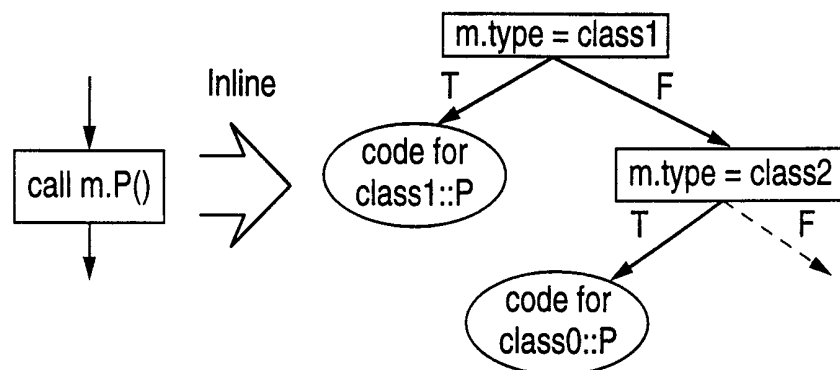 m.type = class1
T
F
Inline
call m.P()
code for
class1::P
m.type = class2
T
F
code for
class0::P